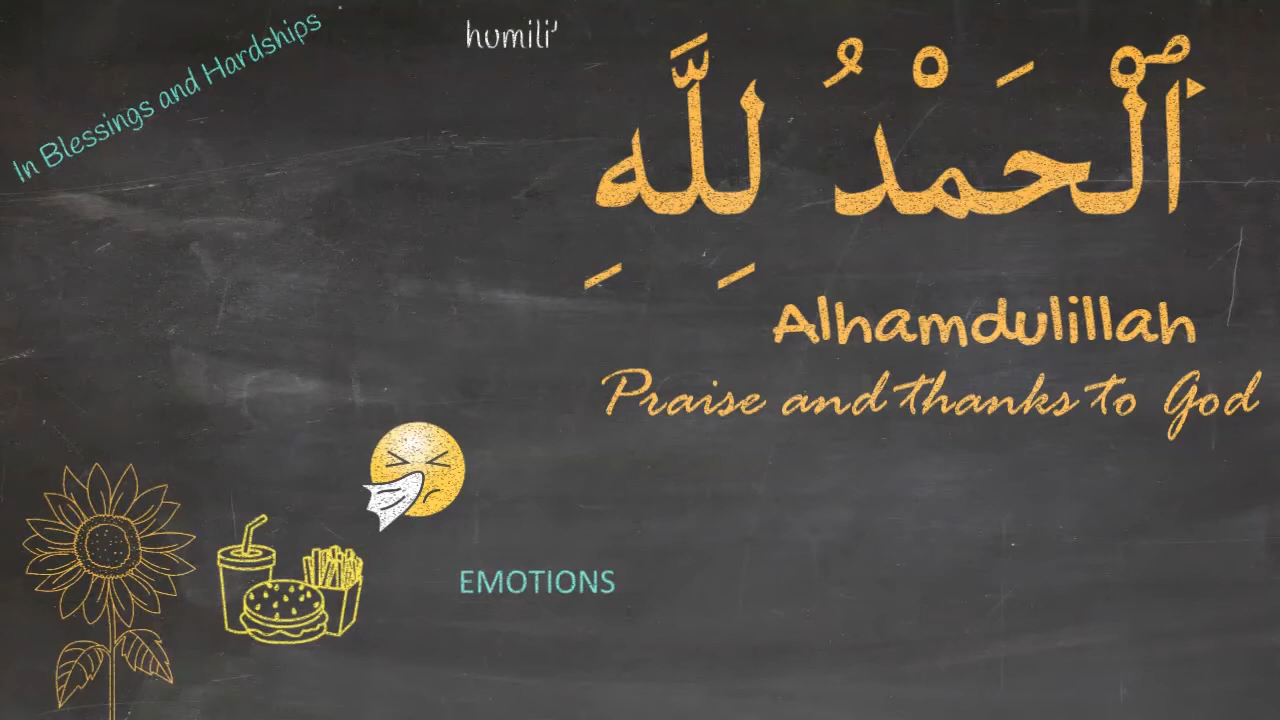 In Blessings and Hardships
humili'
ٱلْحَمْدُ لِلَّهِ
Alhamdulillah
Praise and thanks to God
EMOTIONS